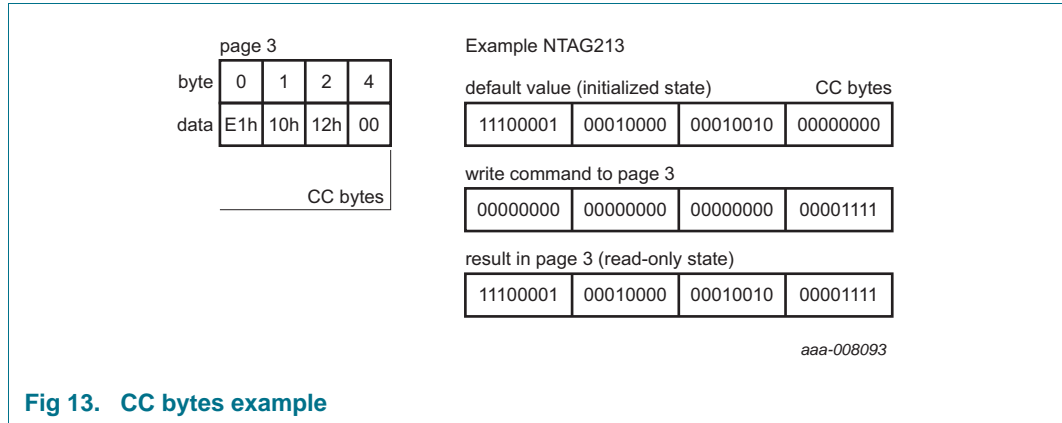 page 3
byte 0 1 2 4
data E1h 10h 12h 00
CC bytes
Example NTAG213
default value (initialized state) CC bytes
11100001 00010000 00010010 00000000
write command to page 3
00000000 00000000 00000000 00001111
result in page 3 (read-only state)
11100001 00010000 00010010 00001111
aaa-008093
Fig 13. CC bytes example